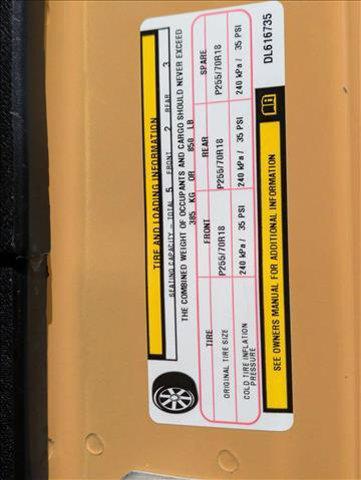 TIRE AND LOADING INFORMATION
SEATING CAPACITY - TOTAL 5 FRONT 2 REAR 3
THE COMBINED WEIGHT OF OCCUPANTS AND CARGO SHOULD NEVER EXCEED
385 KG OR 850 LB
TIRE FRONT REAR SPARE
ORIGINAL TIRE SIZE P255/70R18 P255/70R18 P255/70R18
COLD TIRE INFLATION PRESSURE 240 kPa / 35 PSI 240 kPa / 35 PSI 240 kPa / 35 PSI
SEE OWNERS MANUAL FOR ADDITIONAL INFORMATION
DL616735